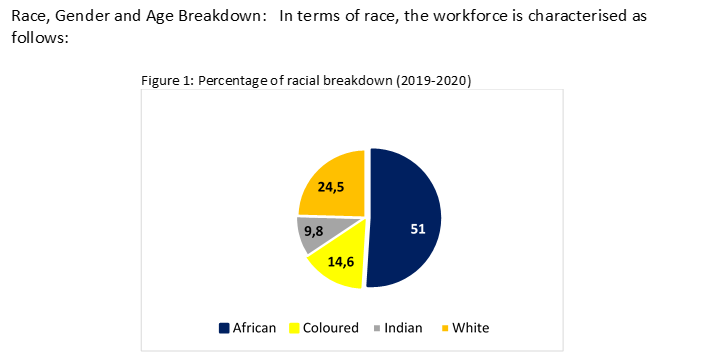 Race, Gender and Age Breakdown: In terms of race, the workforce is characterised as
follows:
Figure 1: Percentage of racial breakdown (2019-2020)
24,5
51
9,8
14,6
African Coloured Indian White